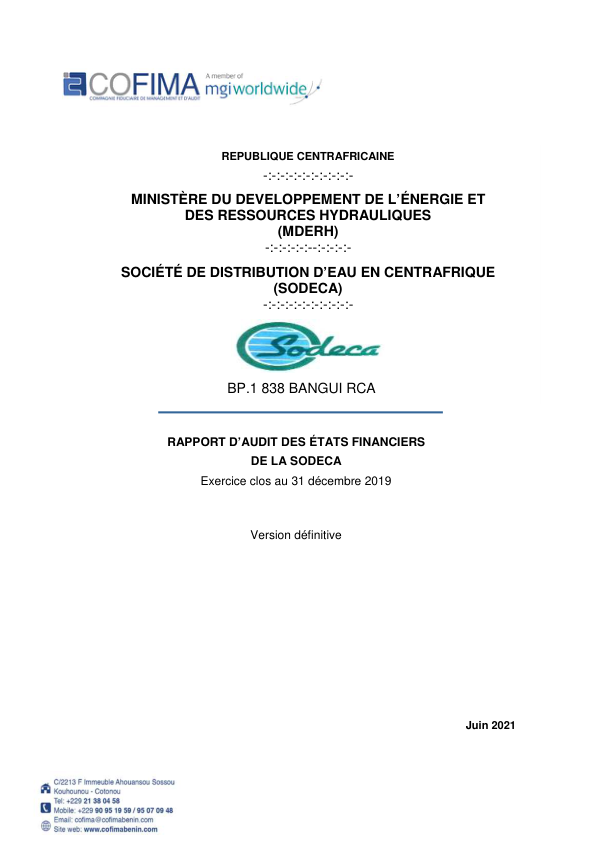 COFIMA
COMPAGNIE FIDUCIAIRE DE MANAGEMENT ET D'AUDIT
A member of
mgiworldwide
REPUBLIQUE CENTRAFRICAINE
-:-:-:-:-:-:-:-:-:-:-
MINISTÈRE DU DEVELOPPEMENT DE L'ÉNERGIE ET
DES RESSOURCES HYDRAULIQUES
(MDERH)
-:-:-:-:-:--:-:-:-:-
SOCIÉTÉ DE DISTRIBUTION D'EAU EN CENTRAFRIQUE
(SODECA)
-:-:-:-:-:-:-:-:-:-:-
Sodeca
BP.1 838 BANGUI RCA
RAPPORT D'AUDIT DES ÉTATS FINANCIERS
DE LA SODECA
Exercice clos au 31 décembre 2019
Version définitive
Juin 2021
C/2213 F Immeuble Ahouansou Sossou
Kouhounou - Cotonou
Tel: +229 21 38 04 58
Mobile: +229 90 95 19 59 / 95 07 09 48
Email: cofima@cofimabenin.com
Site web: www.cofimabenin.com